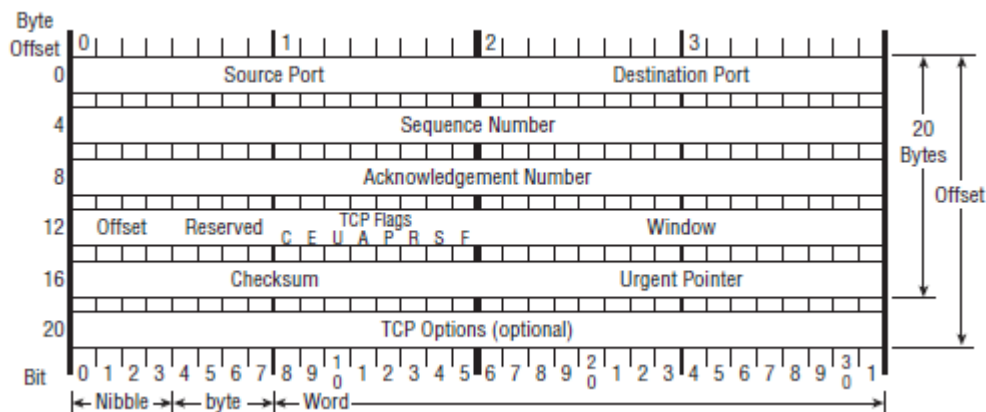 Byte
Offset 0 1 2 3
0 Source Port Destination Port
4 Sequence Number
20
Bytes
8 Acknowledgement Number
Offset
12 Offset Reserved TCP Flags Window
C E U A P R S F
16 Checksum Urgent Pointer
20 TCP Options (optional)
Bit 0 1 2 3 4 5 6 7 8 9 10 1 2 3 4 5 6 7 8 9 20 1 2 3 4 5 6 7 8 9 30 1
Nibble byte Word